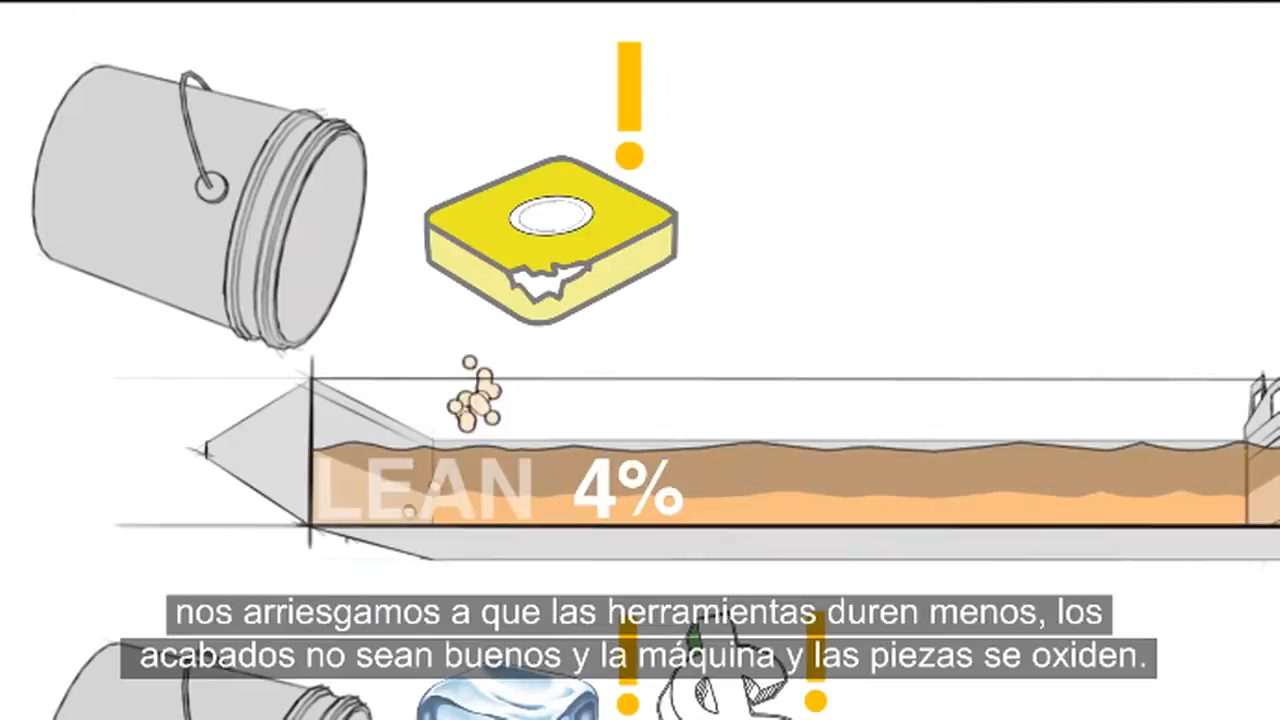 LEAN 4%
nos arriesgamos a que las herramientas duren menos, los
acabados no sean buenos y la máquina y las piezas se oxiden.